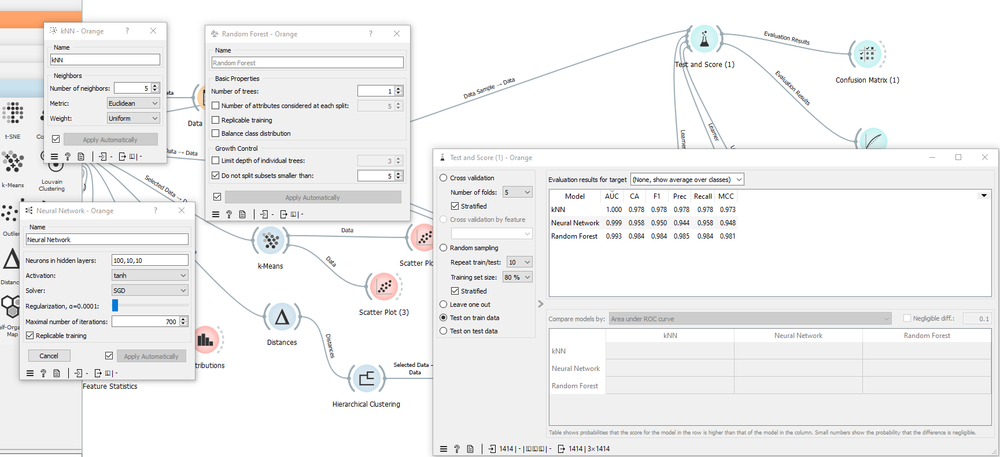 kNN - Orange
?
Name
kNN
Neighbors
Number of neighbors: 5
Metric: Euclidean
Weight: Uniform
Apply Automatically
Random Forest - Orange
?
Name
Random Forest
Basic Properties
Number of trees: 1
Number of attributes considered at each split: 5
Replicable training
Balance class distribution
Growth Control
Limit depth of individual trees: 3
Do not split subsets smaller than: 5
Apply Automatically
Neural Network - Orange
?
Name
Neural Network
Neurons in hidden layers: 100,10,10
Activation: tanh
Solver: SGD
Regularization, α=0.0001:
Maximal number of iterations: 700
Replicable training
Cancel
Apply Automatically
t-SNE
Co
k-Means
Louvain
Clustering
Outlier
Distanc
elf-Orga
Map
ata
Data
Data → Data
Selected Data → D
Data Sample → Data
Test and Score (1)
Evaluation Results
Confusion Matrix (1)
Evaluation Results
Learner
Learner
k-Means
Data
Scatter Plo
Data
Scatter Plot (3)
Distances
Distances
tributions
Feature Statistics
Hierarchical Clustering
Selected Data →
Data
Test and Score (1) - Orange
Cross validation
Number of folds: 5
Stratified
Cross validation by feature
Random sampling
Repeat train/test: 10
Training set size: 80 %
Stratified
Leave one out
Test on train data
Test on test data
Evaluation results for target (None, show average over classes)
Model AUC CA F1 Prec Recall MCC
kNN 1.000 0.978 0.978 0.978 0.978 0.973
Neural Network 0.999 0.958 0.950 0.944 0.958 0.948
Random Forest 0.993 0.984 0.984 0.985 0.984 0.981
Compare models by: Area under ROC curve
Negligible diff.: 0.1
kNN Neural Network Random Forest
kNN
Neural Network
Random Forest
Table shows probabilities that the score for the model in the row is higher than that of the model in the column. Small numbers show the probability that the difference is negligible.
1414 | - | - 1414 | 3×1414